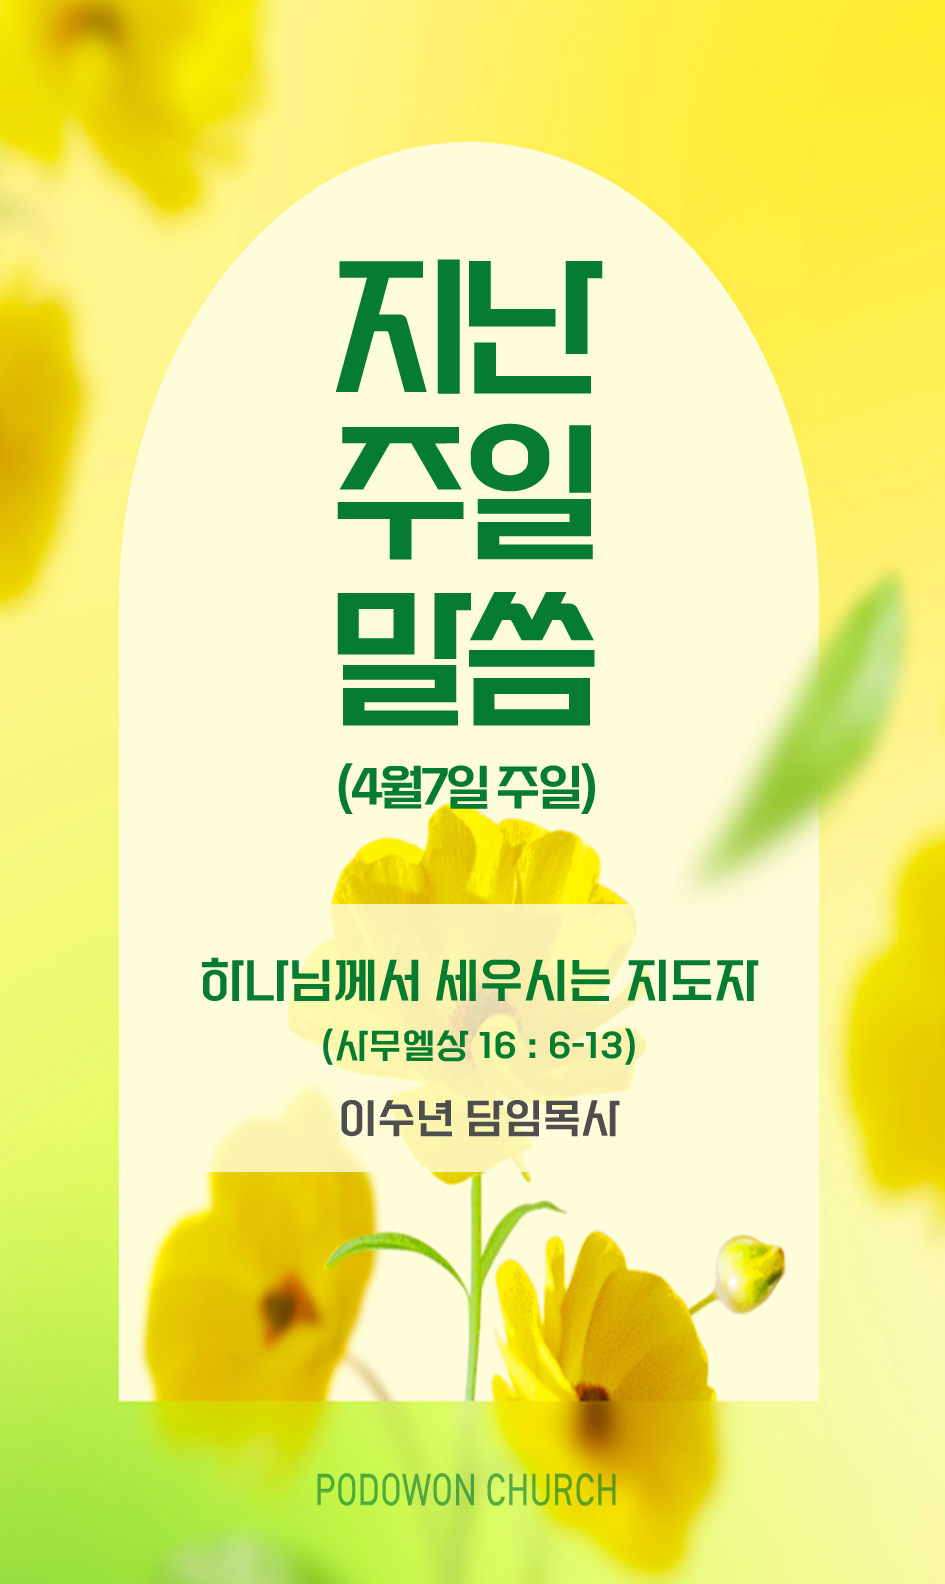 지난
주일
말씀
(4월7일 주일)
하나님께서 세우시는 지도자
(사무엘상 16 : 6-13)
이수년 담임목사
PODOWON CHURCH